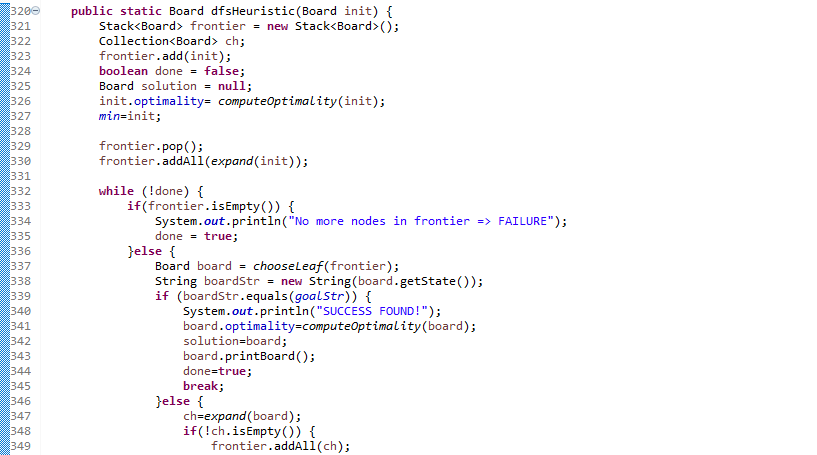 320 public static Board dfsHeuristic(Board init) {
321 Stack<Board> frontier = new Stack<Board>();
322 Collection<Board> ch;
323 frontier.add(init);
324 boolean done = false;
325 Board solution = null;
326 init.optimality= computeOptimality(init);
327 min=init;
328
329 frontier.pop();
330 frontier.addAll(expand(init));
331
332 while (!done) {
333 if(frontier.isEmpty()) {
334 System.out.println("No more nodes in frontier => FAILURE");
335 done = true;
336 }else {
337 Board board = chooseLeaf(frontier);
338 String boardStr = new String(board.getState());
339 if (boardStr.equals(goalStr)) {
340 System.out.println("SUCCESS FOUND!");
341 board.optimality=computeOptimality(board);
342 solution=board;
343 board.printBoard();
344 done=true;
345 break;
346 }else {
347 ch=expand(board);
348 if(!ch.isEmpty()) {
349 frontier.addAll(ch);